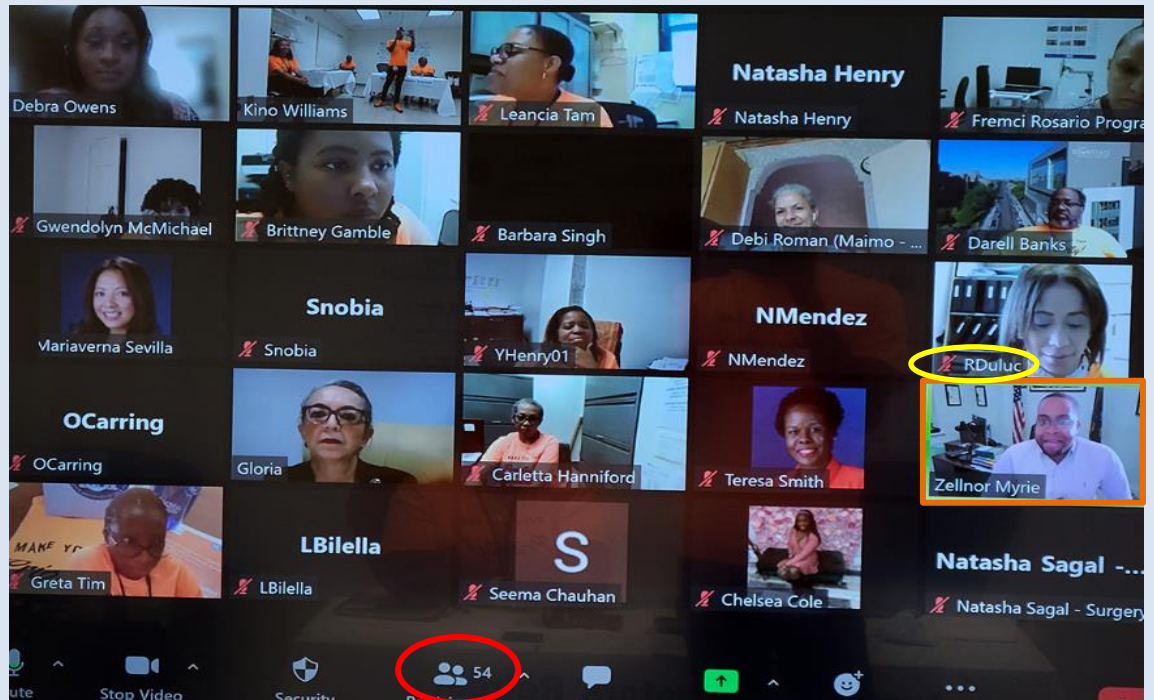 Debra Owens
Kino Williams
Leancia Tam
Natasha Henry
Natasha Henry
Fremci Rosario Progra
Gwendolyn McMichael
Brittney Gamble
Barbara Singh
Debi Roman (Maimo - ...
Darell Banks
Mariaverna Sevilla
Snobia
Snobia
YHenry01
NMendez
NMendez
RDuluc
OCarring
OCarring
Gloria
Carletta Hanniford
Teresa Smith
Zellnor Myrie
MAKE
Greta Tim
LBilella
LBilella
S
Seema Chauhan
Chelsea Cole
Natasha Sagal -...
Natasha Sagal - Surgery
ute
Stop Video
Security
54